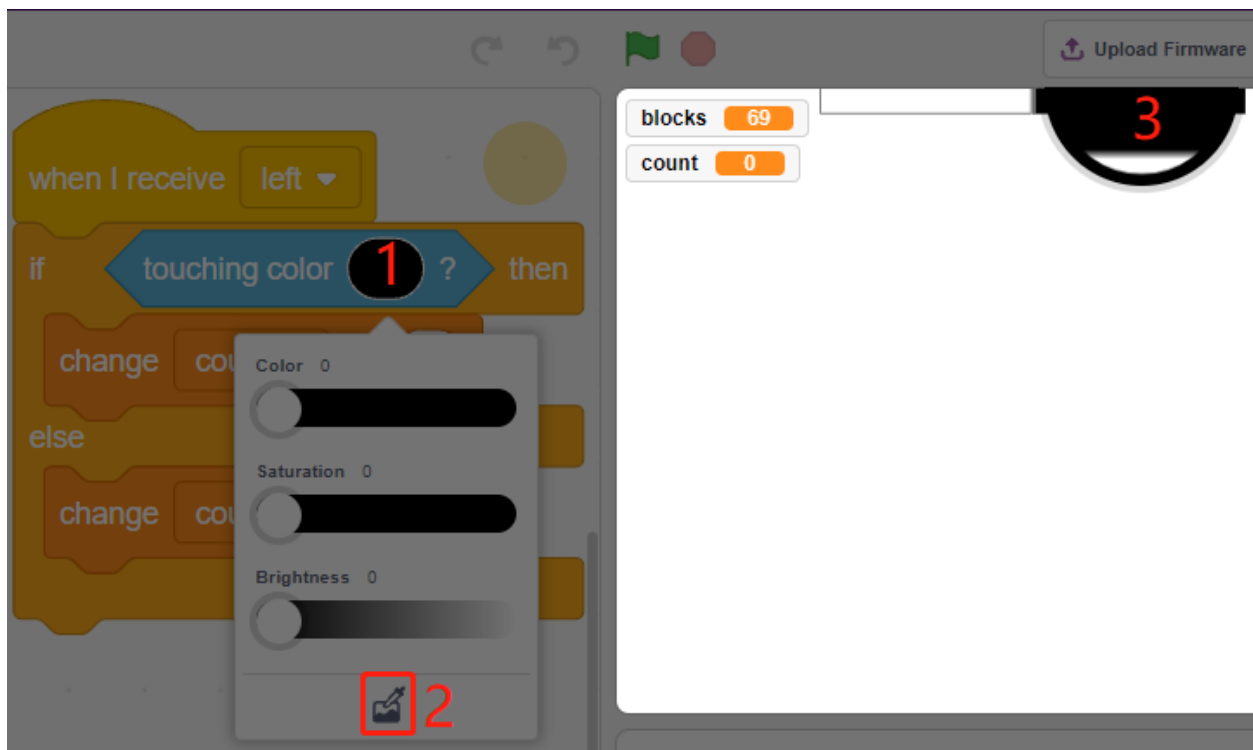 Upload Firmware
blocks 69
count 0
3
when I receive left
if touching color 1 ? then
change cou
Color 0
else
Saturation 0
change cou
Brightness 0
2